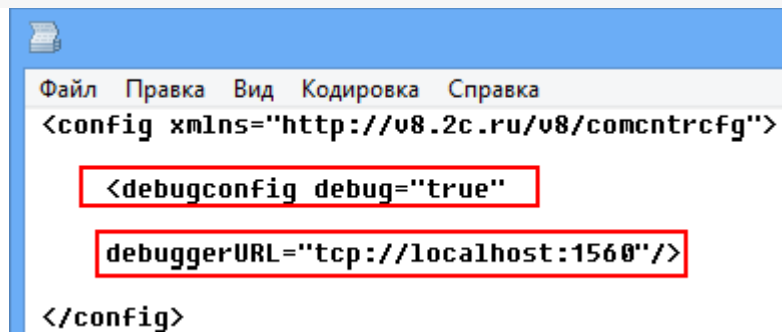 Файл Правка Вид Кодировка Справка
<config xmlns="http://v8.2c.ru/v8/comcntrcfg">
<debugconfig debug="true"
debuggerURL="tcp://localhost:1560"/>
</config>